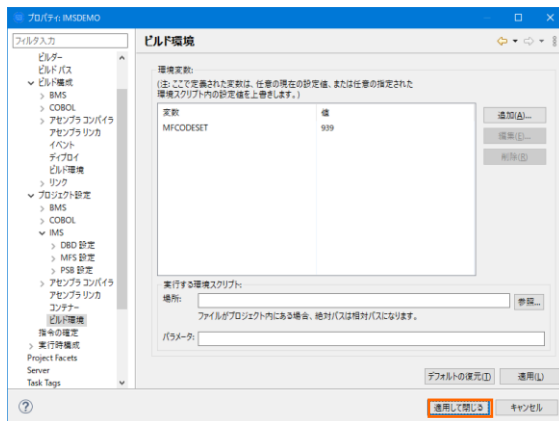 プロパティ: IMSDEMO
フィルタ入力
ビルド環境
ビルダー
ビルド パス
ビルド構成
BMS
COBOL
アセンブラ コンパイラ
アセンブラ リンカ
イベント
ディプロイ
ビルド環境
リンク
プロジェクト設定
BMS
COBOL
IMS
DBD 設定
MFS 設定
PSB 設定
アセンブラ コンパイラ
アセンブラ リンカ
コンテナー
ビルド環境
指令の確定
実行時構成
Project Facets
Server
Task Tags
環境変数:
(注: ここで定義された変数は、任意の現在の設定値、または任意の指定された
環境スクリプト内の設定値を上書きします。)
変数 値
MFCODESET 939
追加(A)...
編集(E)...
削除(R)
実行する環境スクリプト:
場所:
参照...
ファイルがプロジェクト内にある場合、絶対パスは相対パスになります。
パラメータ:
デフォルトの復元(T) 適用(L)
適用して閉じる キャンセル